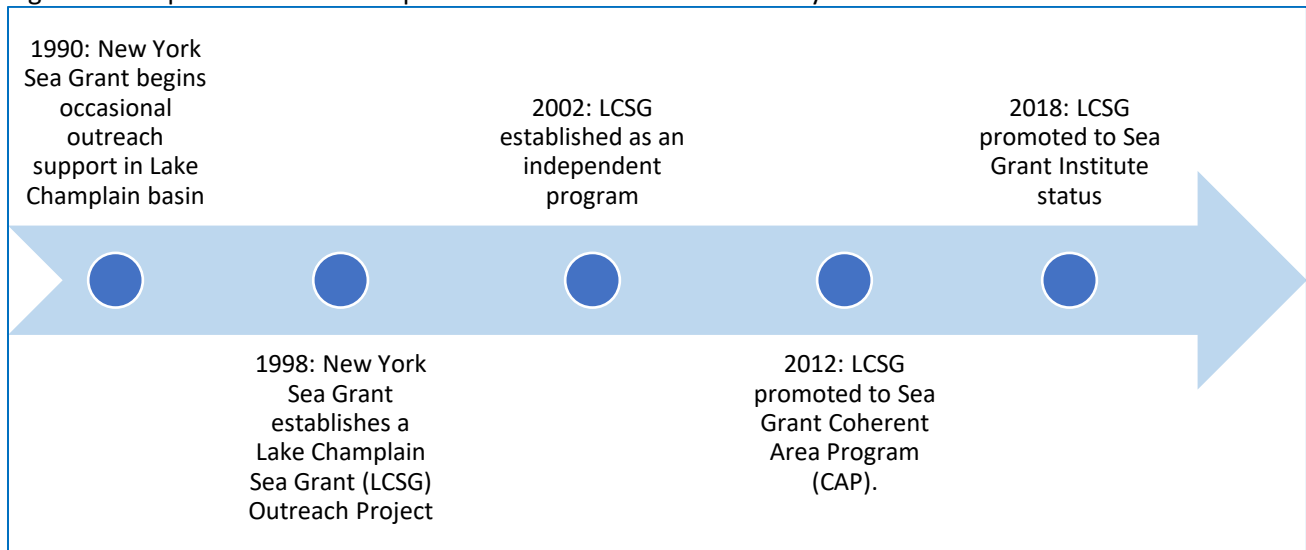 1990: New York
Sea Grant begins
occasional
outreach
support in Lake
Champlain basin
1998: New York
Sea Grant
establishes a
Lake Champlain
Sea Grant (LCSG)
Outreach Project
2002: LCSG
established as an
independent
program
2012: LCSG
promoted to Sea
Grant Coherent
Area Program
(CAP).
2018: LCSG
promoted to Sea
Grant Institute
status